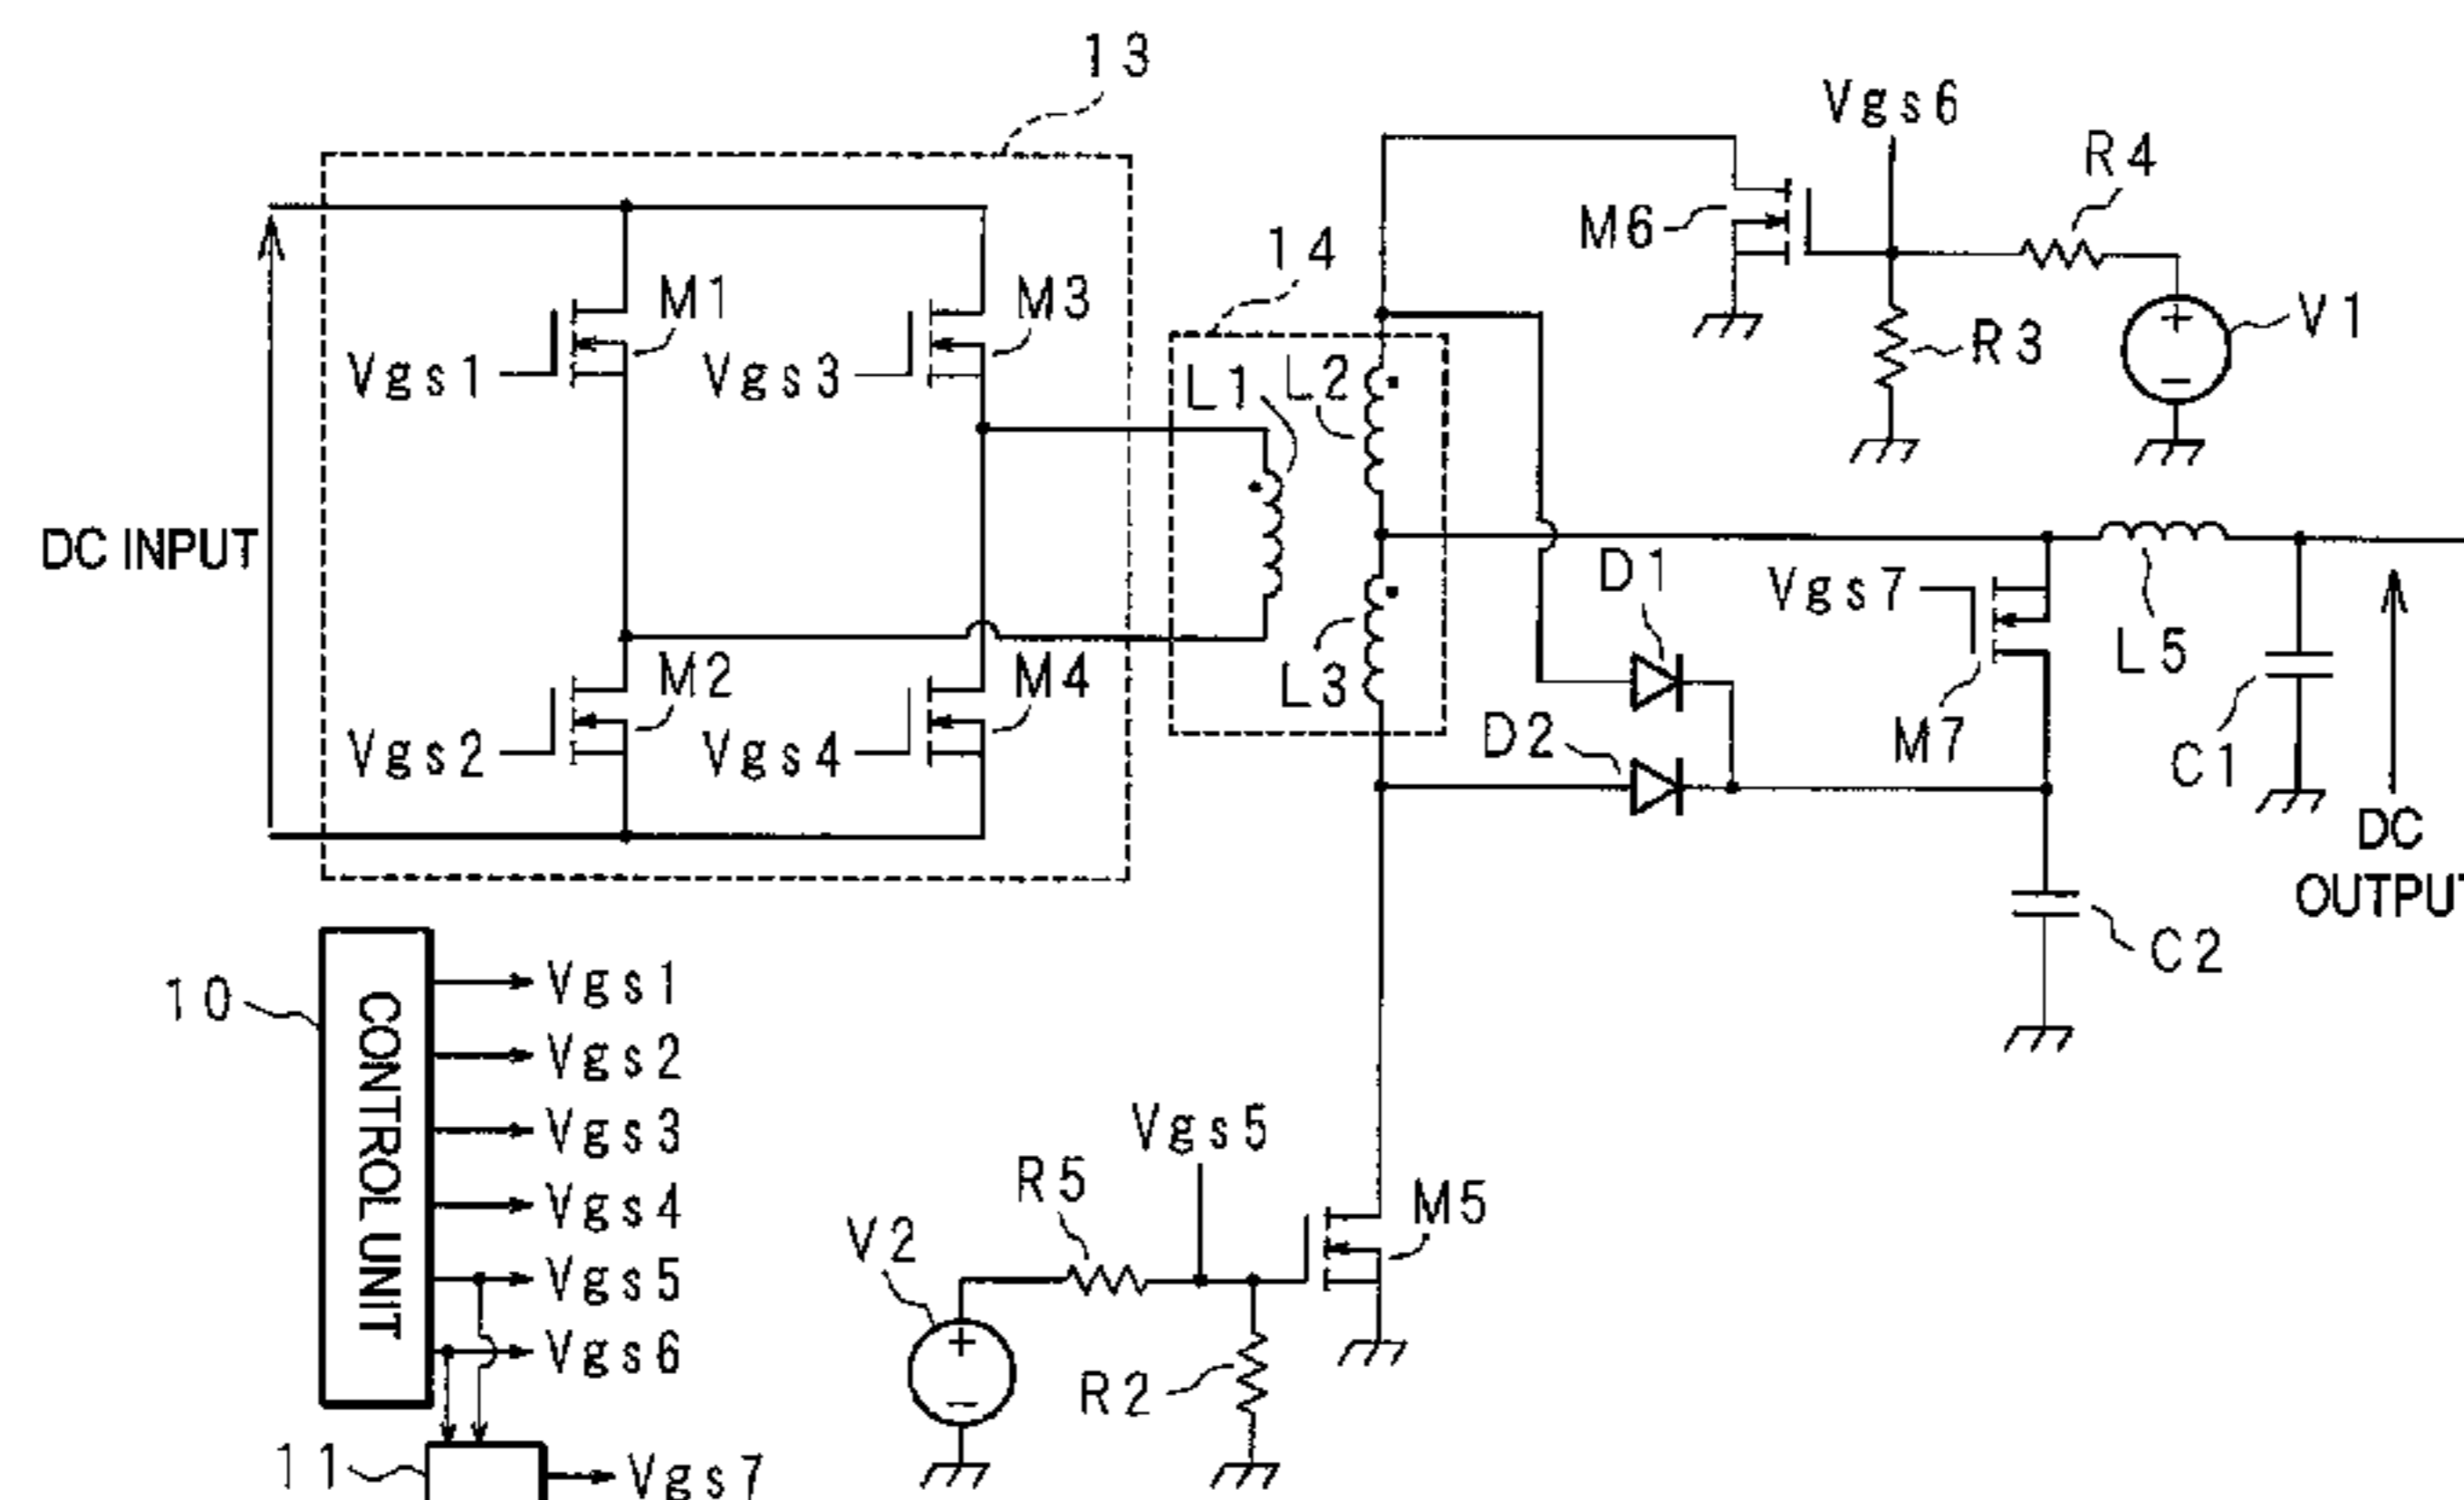 13
Vgs6
R4
M6
14
M1
M3
V1
R3
Vgs1
Vgs3
L1
L2
DC INPUT
D1
Vgs7
L5
M2
M4
L3
D2
M7
C1
Vgs2
Vgs4
DC
OUTPUT
C2
10
CONTROL UNIT
Vgs1
Vgs2
Vgs3
Vgs4
Vgs5
Vgs6
Vgs5
R5
M5
V2
R2
11
Vgs7